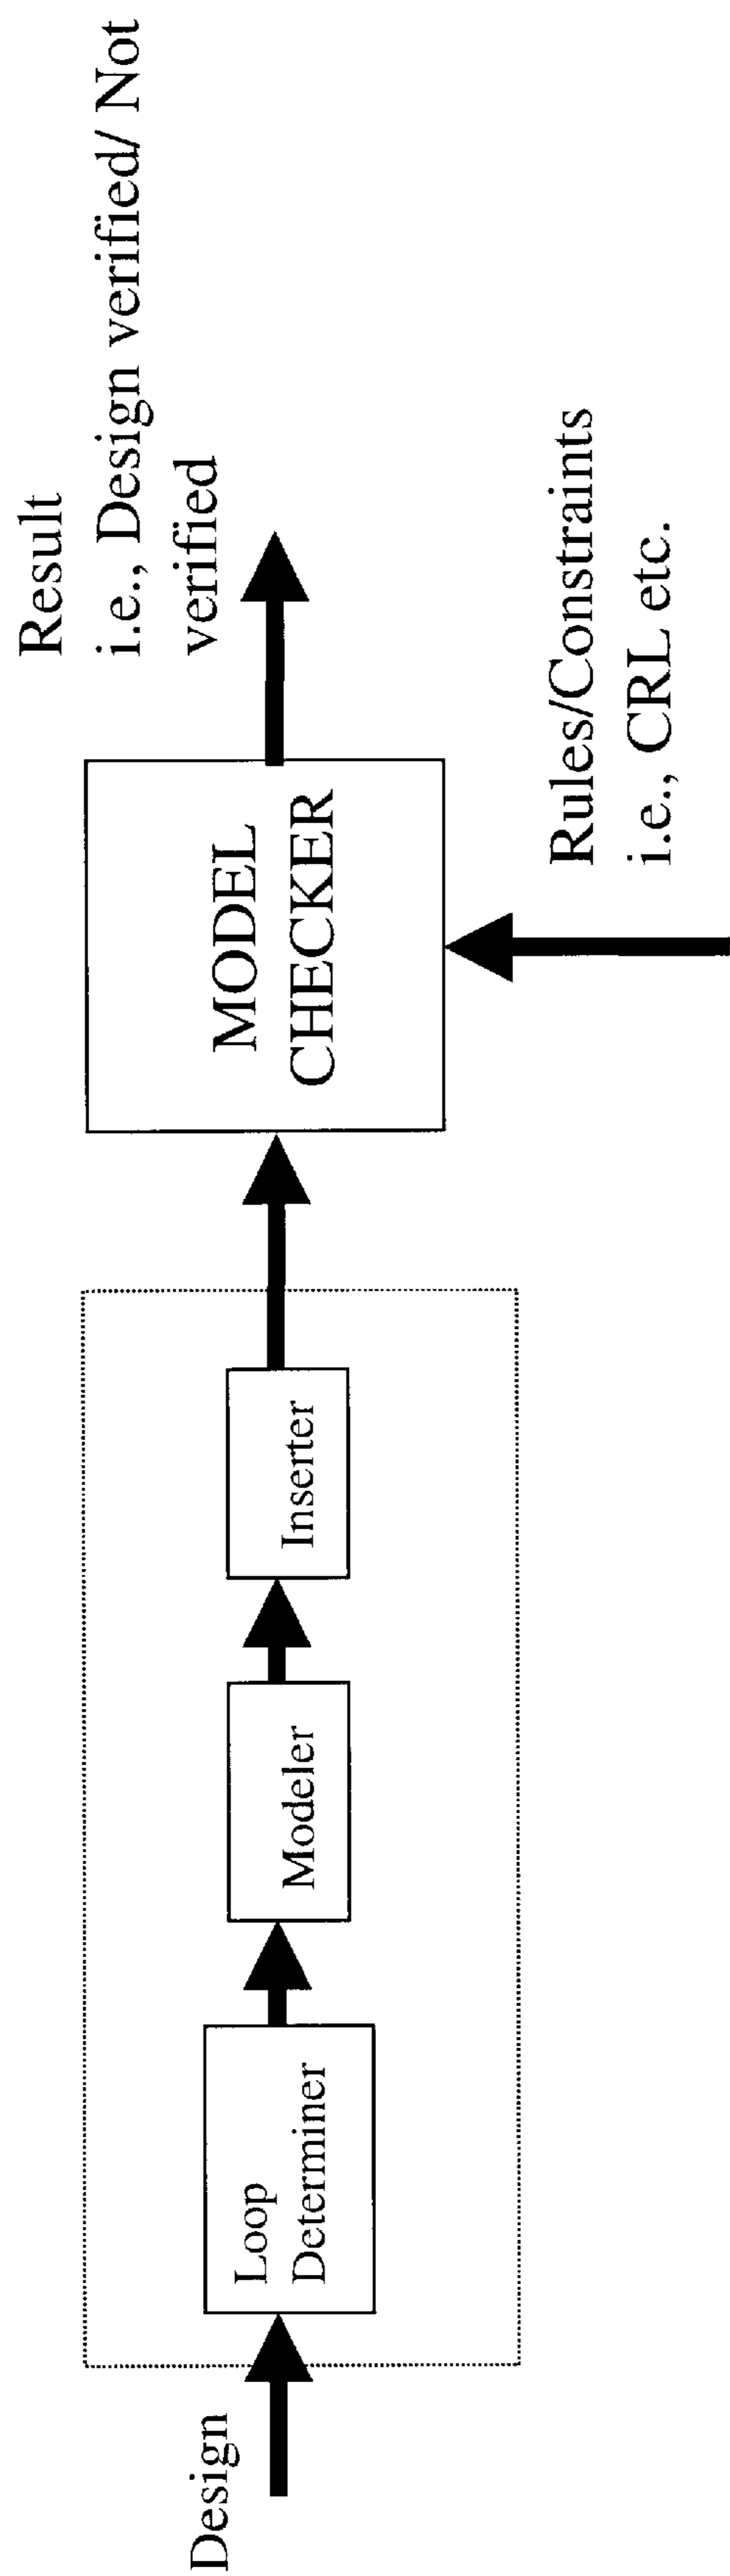 Design
Loop
Determiner
Modeler
Inserter
MODEL
CHECKER
Result
i.e., Design verified/ Not
verified
Rules/Constraints
i.e., CRL etc.